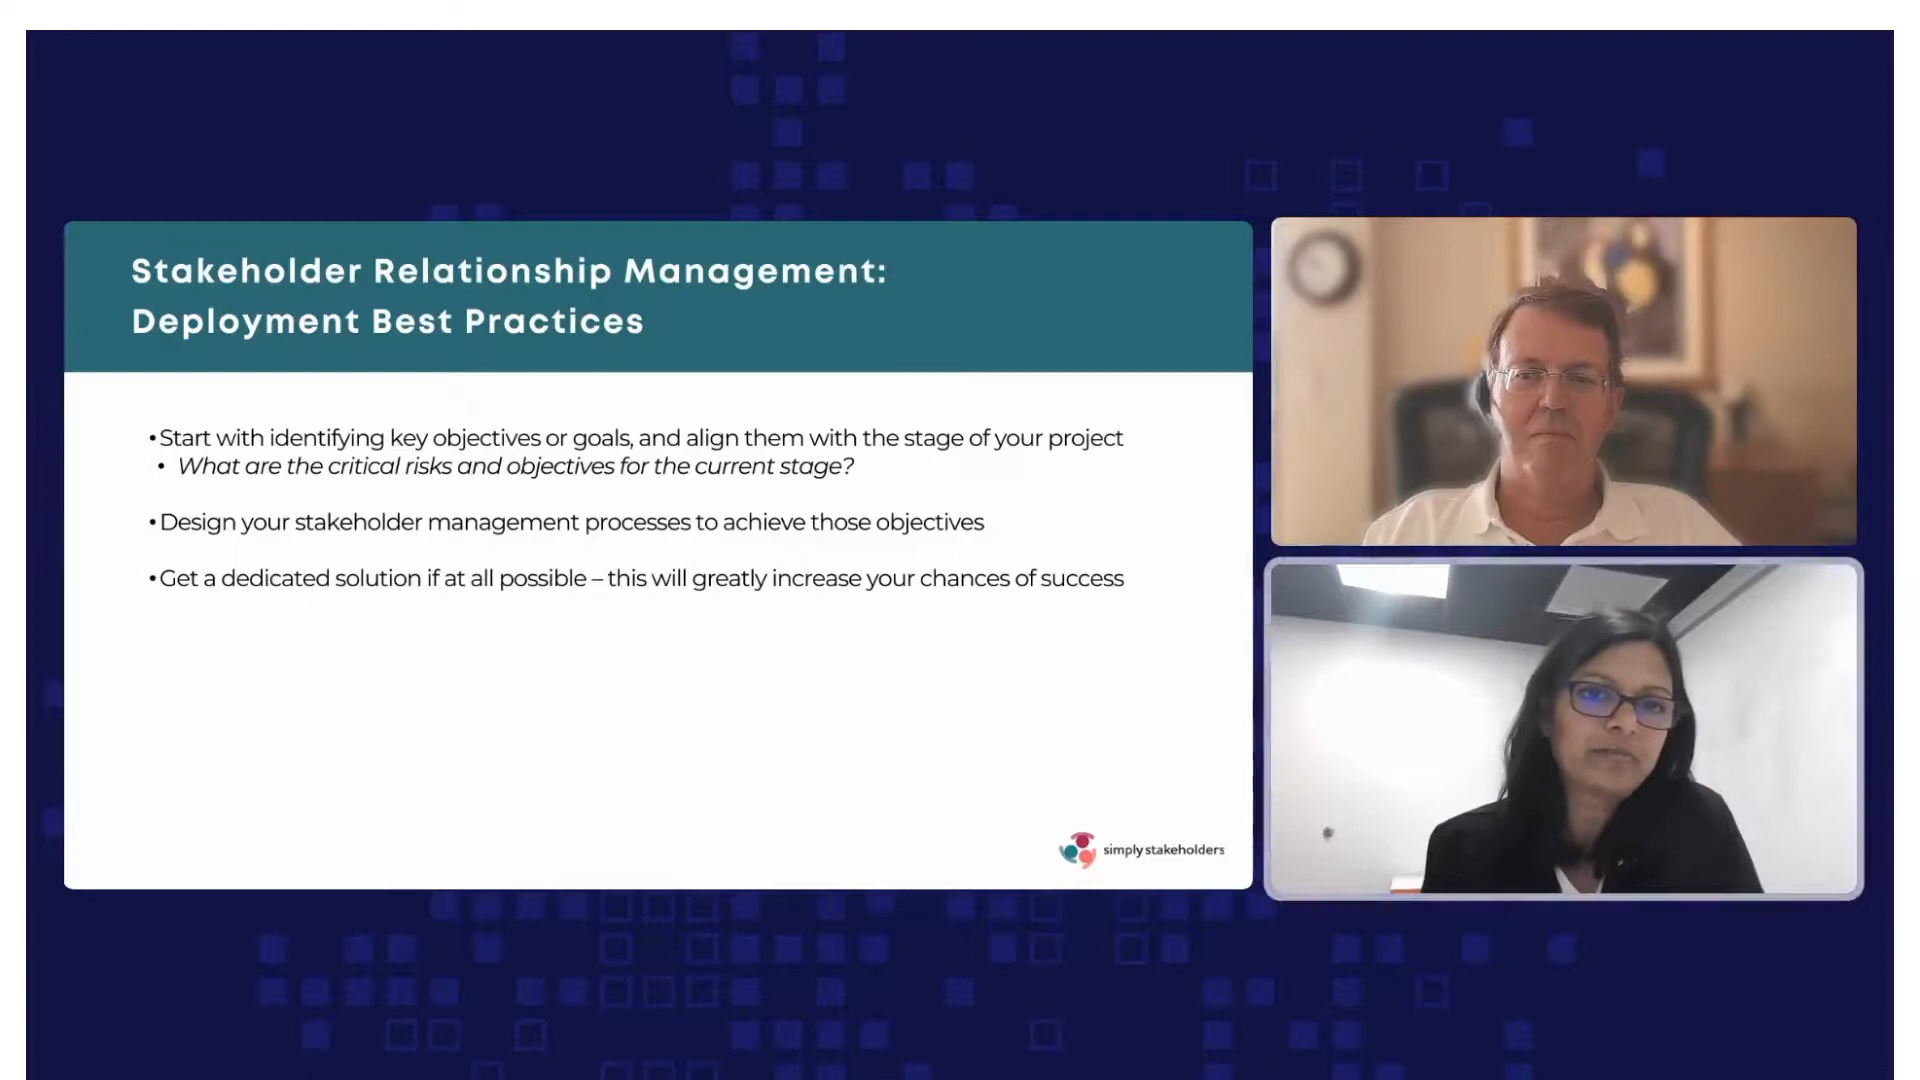 Stakeholder Relationship Management:
Deployment Best Practices
•Start with identifying key objectives or goals, and align them with the stage of your project
• What are the critical risks and objectives for the current stage?
•Design your stakeholder management processes to achieve those objectives
•Get a dedicated solution if at all possible – this will greatly increase your chances of success
simply stakeholders